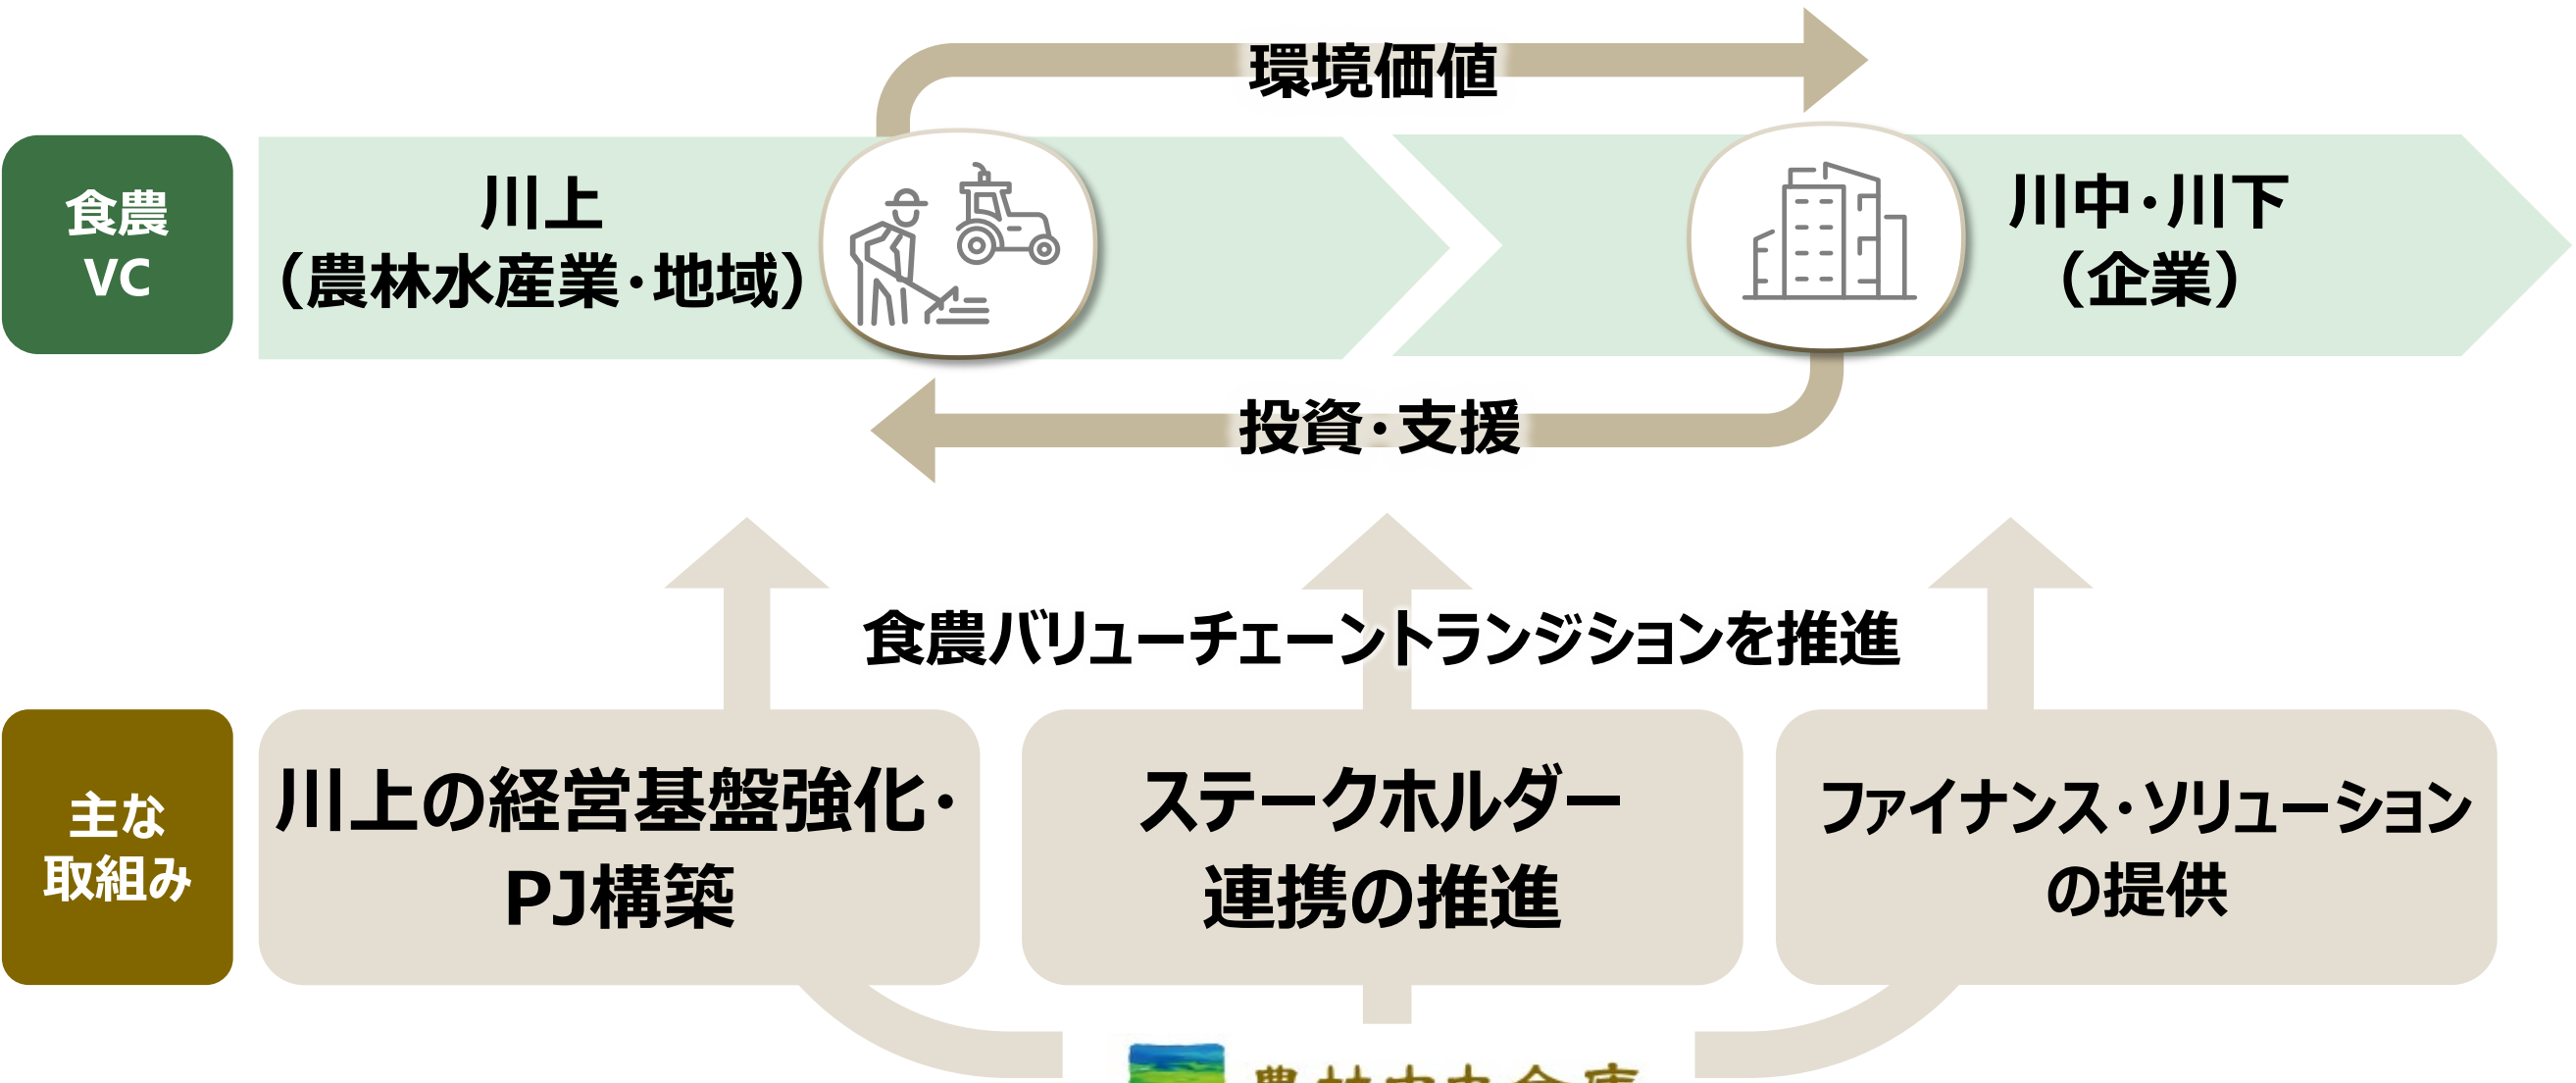 環境価値
食農
VC
川上
（農林水産業・地域）
川中・川下
（企業）
投資・支援
食農バリューチェーントランジションを推進
主な
取組み
川上の経営基盤強化・
PJ構築
ステークホルダー
連携の推進
ファイナンス・ソリューション
の提供